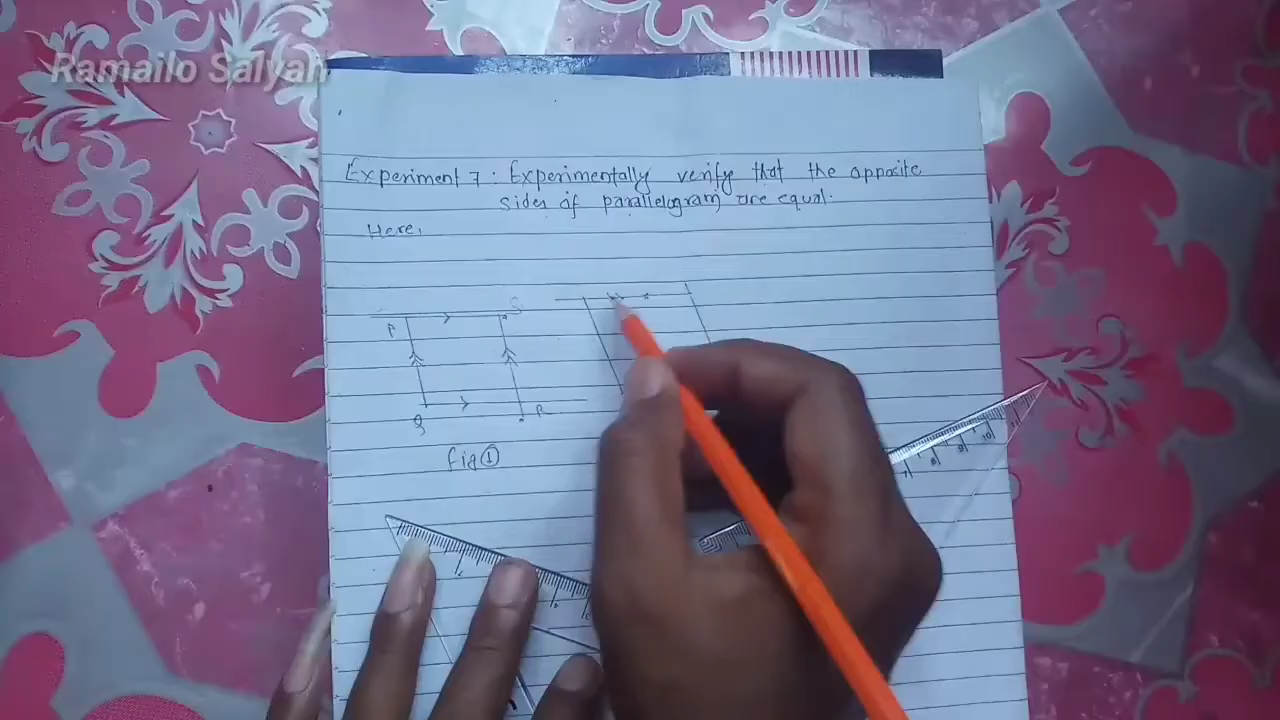 Ramailo Salyan
Experiment 7: Experimentally verify that the opposite
sides of parallelogram are equal.
Here,
P
S
Q
R
fig ①